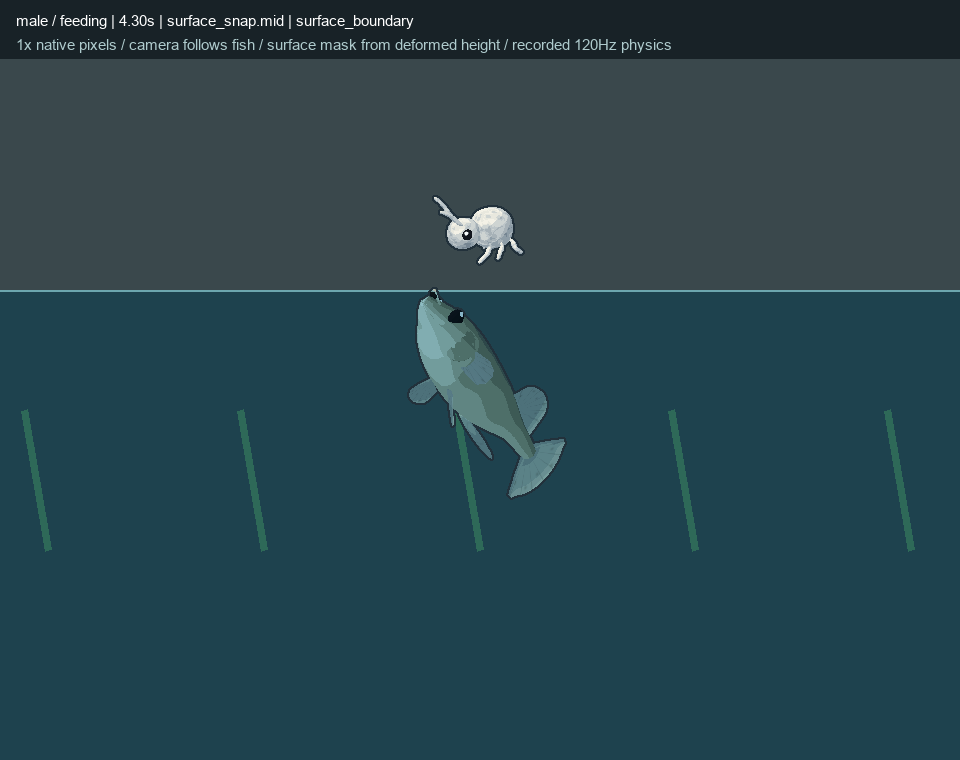 male / feeding | 4.30s | surface_snap.mid | surface_boundary
1x native pixels / camera follows fish / surface mask from deformed height / recorded 120Hz physics